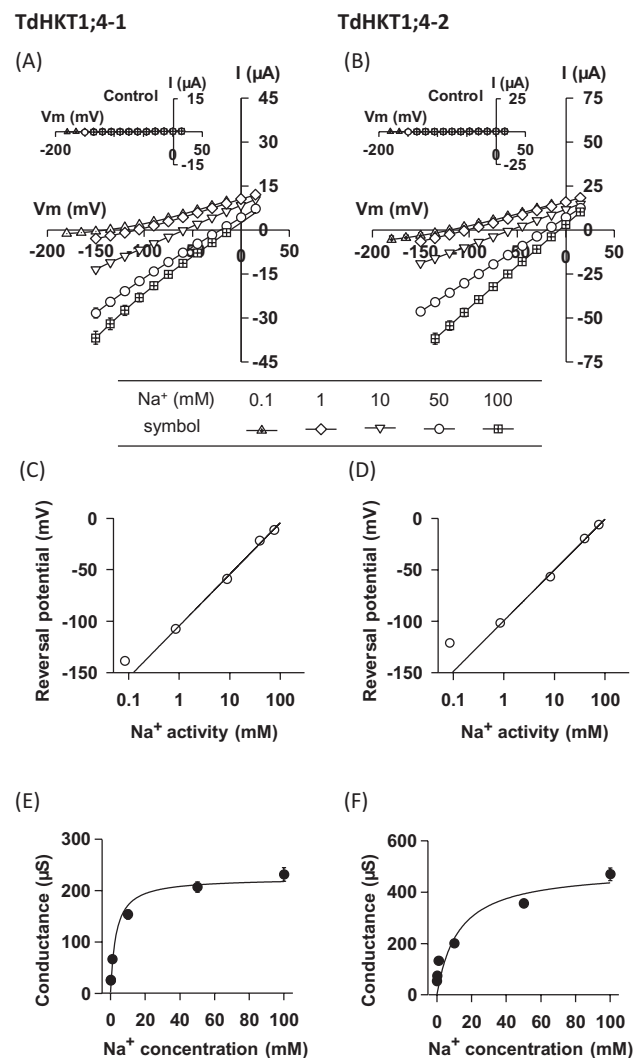 TdHKT1;4-1 TdHKT1;4-2
(A) (B)
I (µA) I (µA)
45 75
I (µA) I (µA)
Control 15 Control 25
Vm (mV) Vm (mV)
-200 0 50 -200 0 50
-15 -25
30 50
15 25
Vm (mV) Vm (mV)
-200 -150 -100 -50 0 0 50 -200 -150 -100 -50 0 0 50
-15 -25
-30 -50
-45 -75
Na⁺ (mM) 0.1 1 10 50 100
symbol
(C) (D)
Reversal potential (mV) Reversal potential (mV)
0 0
-50 -50
-100 -100
-150 -150
0.1 1 10 100 0.1 1 10 100
Na⁺ activity (mM) Na⁺ activity (mM)
(E) (F)
Conductance (µS) Conductance (µS)
300 600
200 400
100 200
0 0
0 20 40 60 80 100 0 20 40 60 80 100
Na⁺ concentration (mM) Na⁺ concentration (mM)